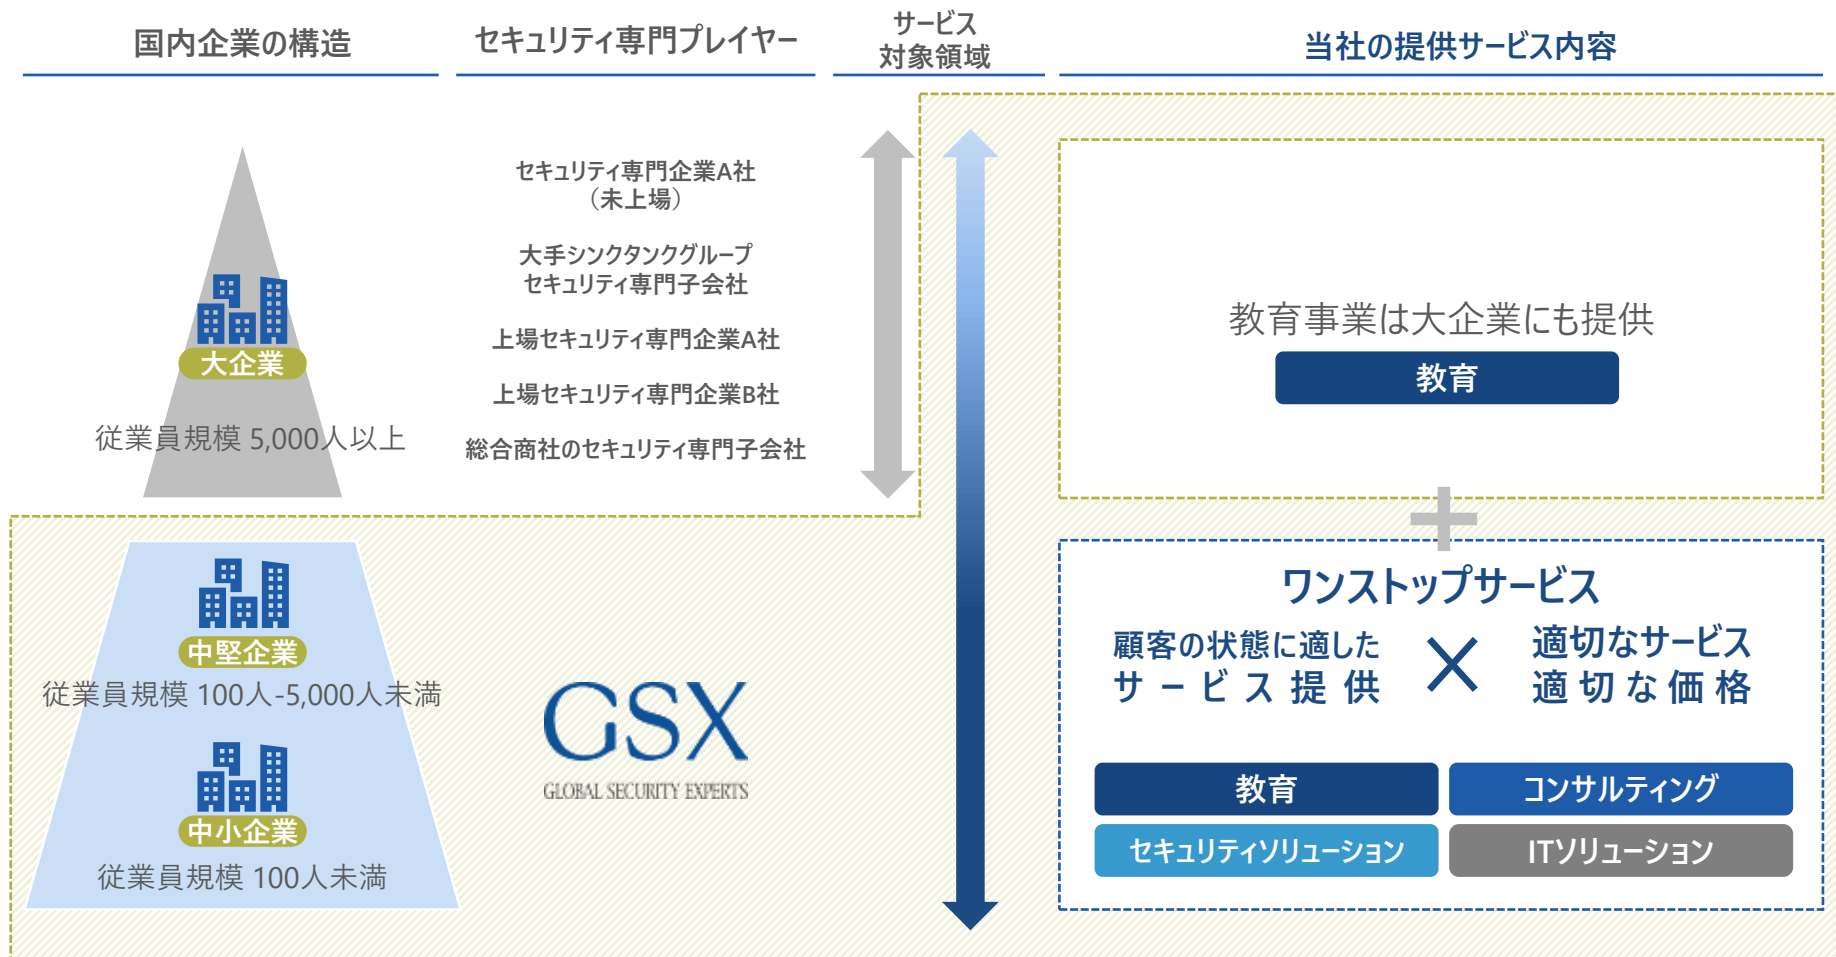 国内企業の構造
セキュリティ専門プレイヤー
サービス
対象領域
当社の提供サービス内容
大企業
従業員規模 5,000人以上
セキュリティ専門企業A社
（未上場）
大手シンクタンクグループ
セキュリティ専門子会社
上場セキュリティ専門企業A社
上場セキュリティ専門企業B社
総合商社のセキュリティ専門子会社
教育事業は大企業にも提供
教育
中堅企業
従業員規模 100人-5,000人未満
中小企業
従業員規模 100人未満
GSX
GLOBAL SECURITY EXPERTS
ワンストップサービス
顧客の状態に適した
サービス提供
適切なサービス
適切な価格
教育
コンサルティング
セキュリティソリューション
ITソリューション